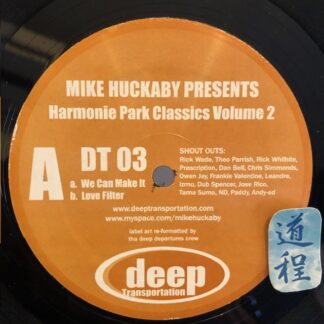 MIKE HUCKABY PRESENTS
Harmonie Park Classics Volume 2
A
DT 03
a. We Can Make It
b. Love Filter
SHOUT OUTS:
Rick Wade, Theo Parrish, Rick Whilhite,
Prescription, Dan Bell, Chris Simmonds,
Owen Jay, Frankie Valentine, Leandre,
Izmo, Dub Spencer, Jose Rico,
Tama Sumo, ND, Paddy, Andy-ed
www.deeptransportation.com
www.myspace.com/mikehuckaby
label art re-formatted by
tha deep departures crew
deep
Transportation
道程